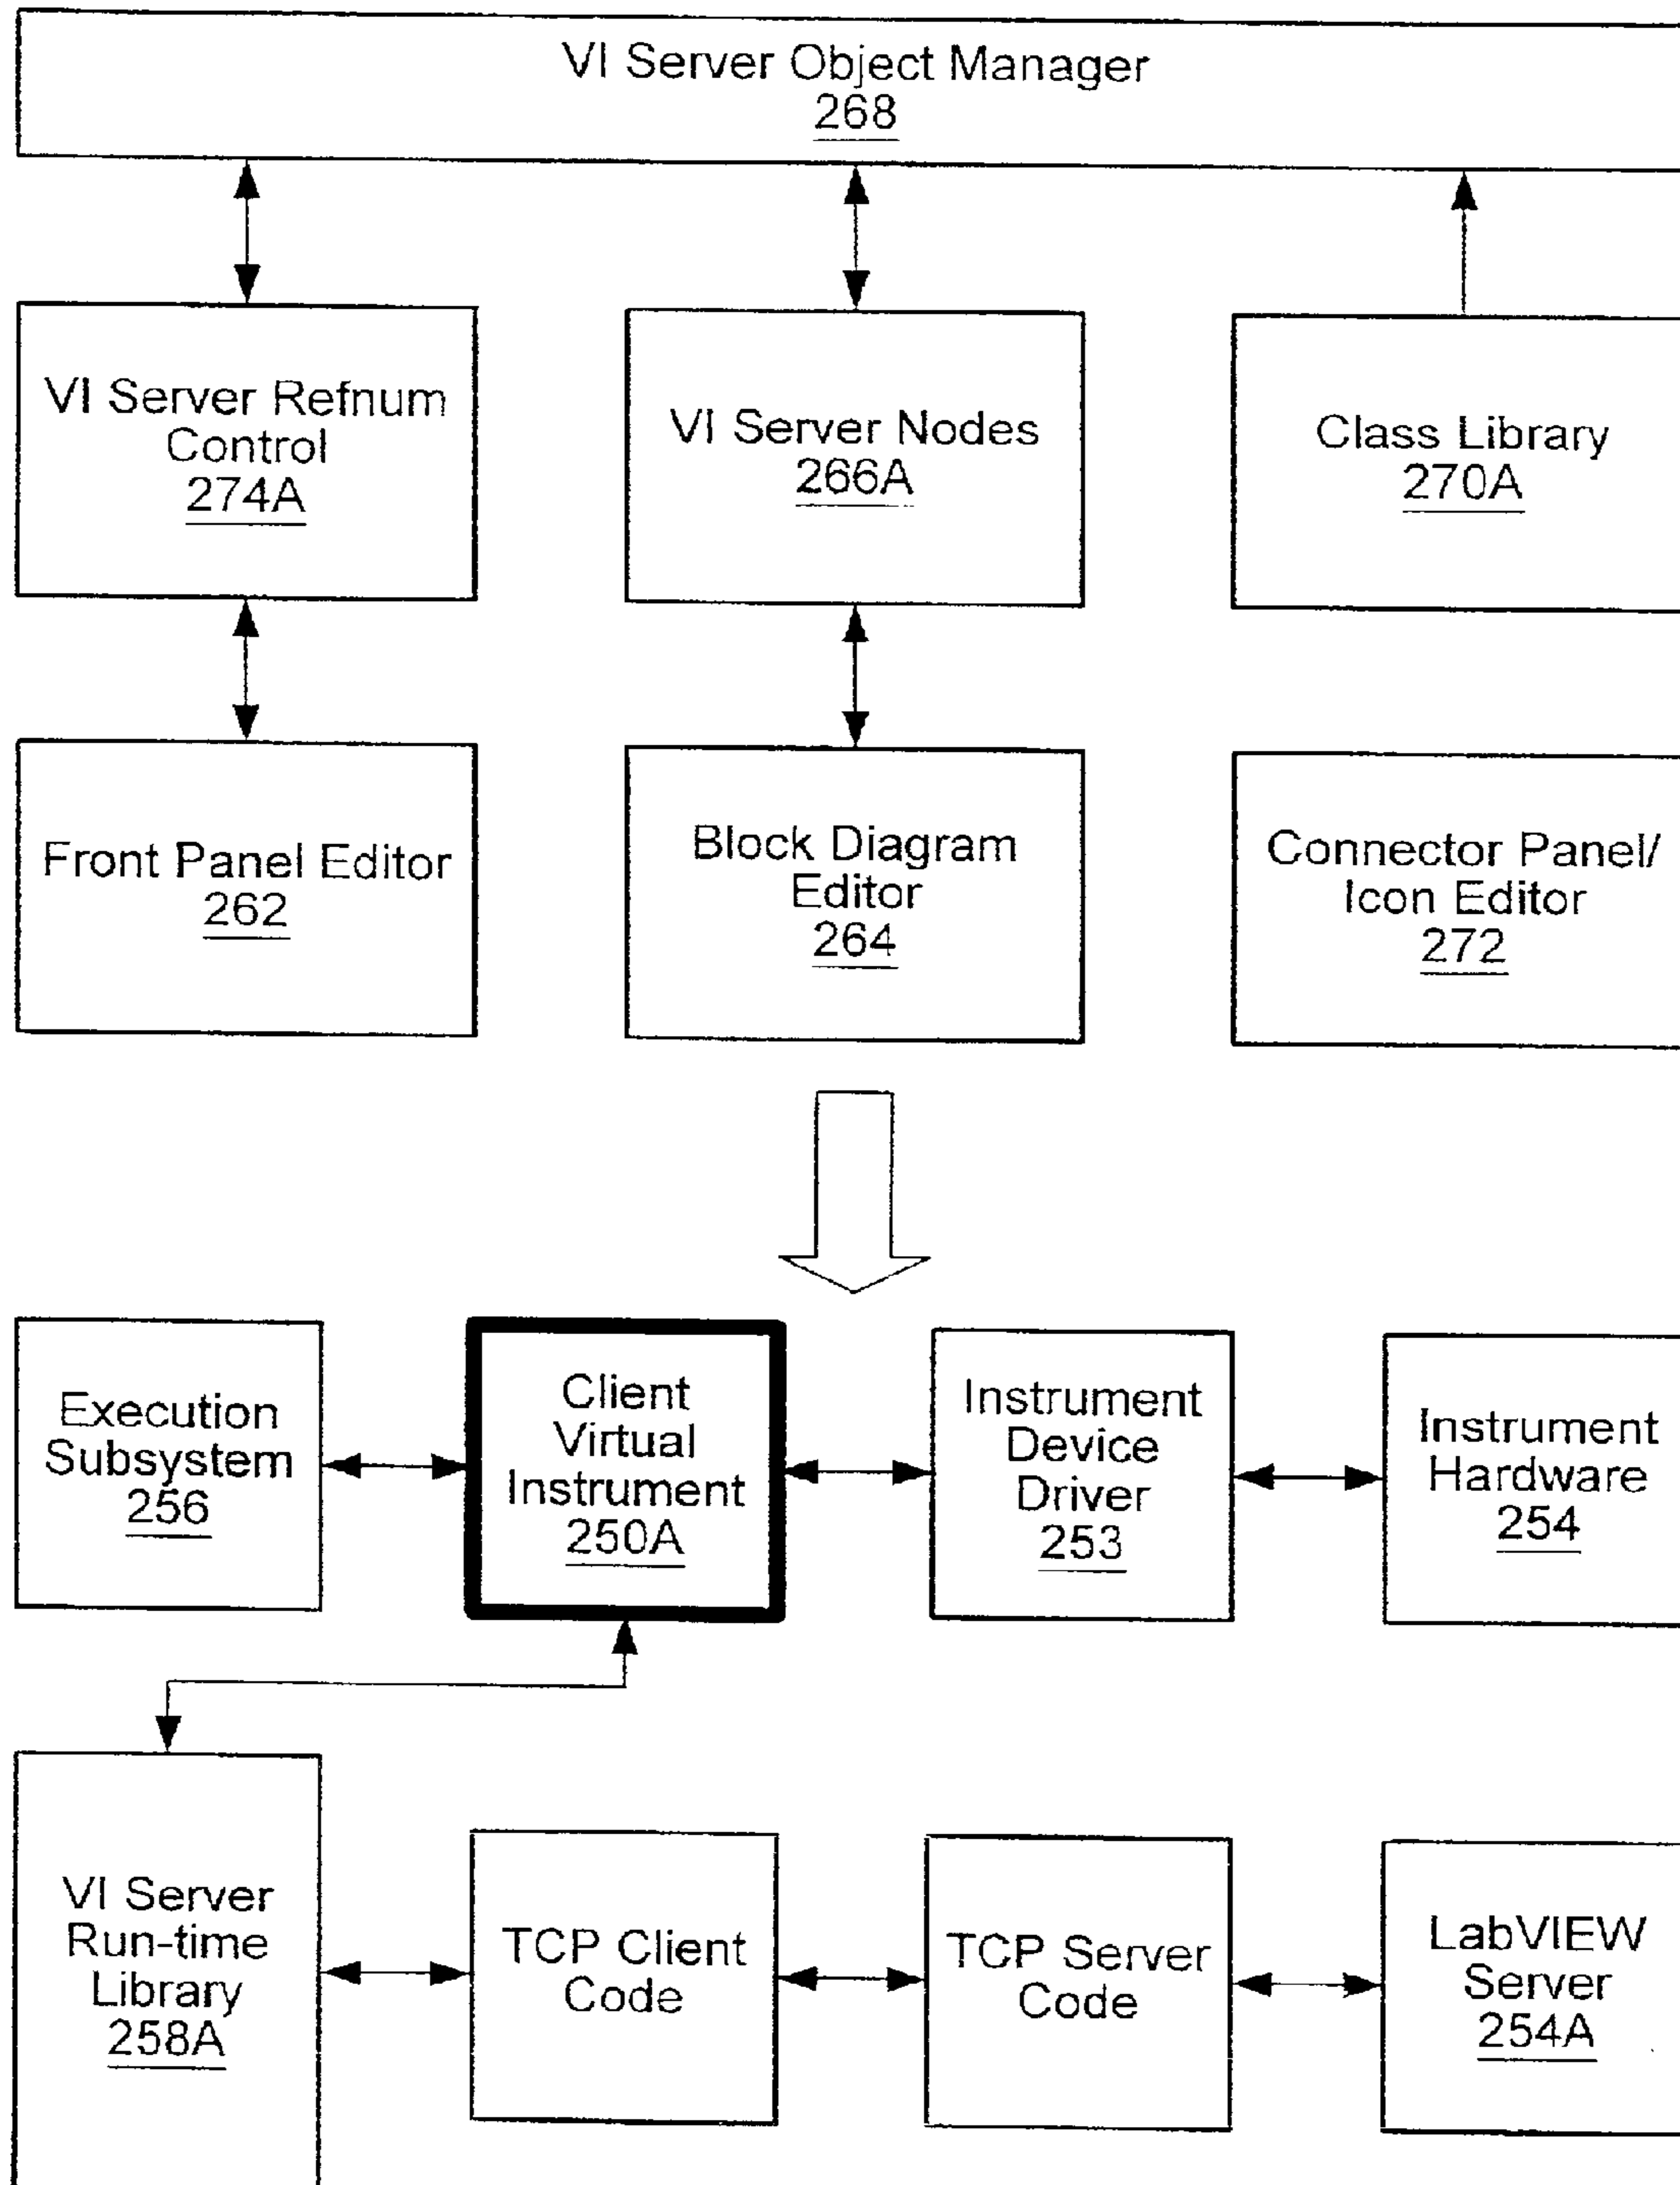 VI Server Object Manager
268
VI Server Refnum
Control
274A
VI Server Nodes
266A
Class Library
270A
Front Panel Editor
262
Block Diagram
Editor
264
Connector Panel/
Icon Editor
272
Execution
Subsystem
256
Client
Virtual
Instrument
250A
Instrument
Device
Driver
253
Instrument
Hardware
254
VI Server
Run-time
Library
258A
TCP Client
Code
TCP Server
Code
LabVIEW
Server
254A